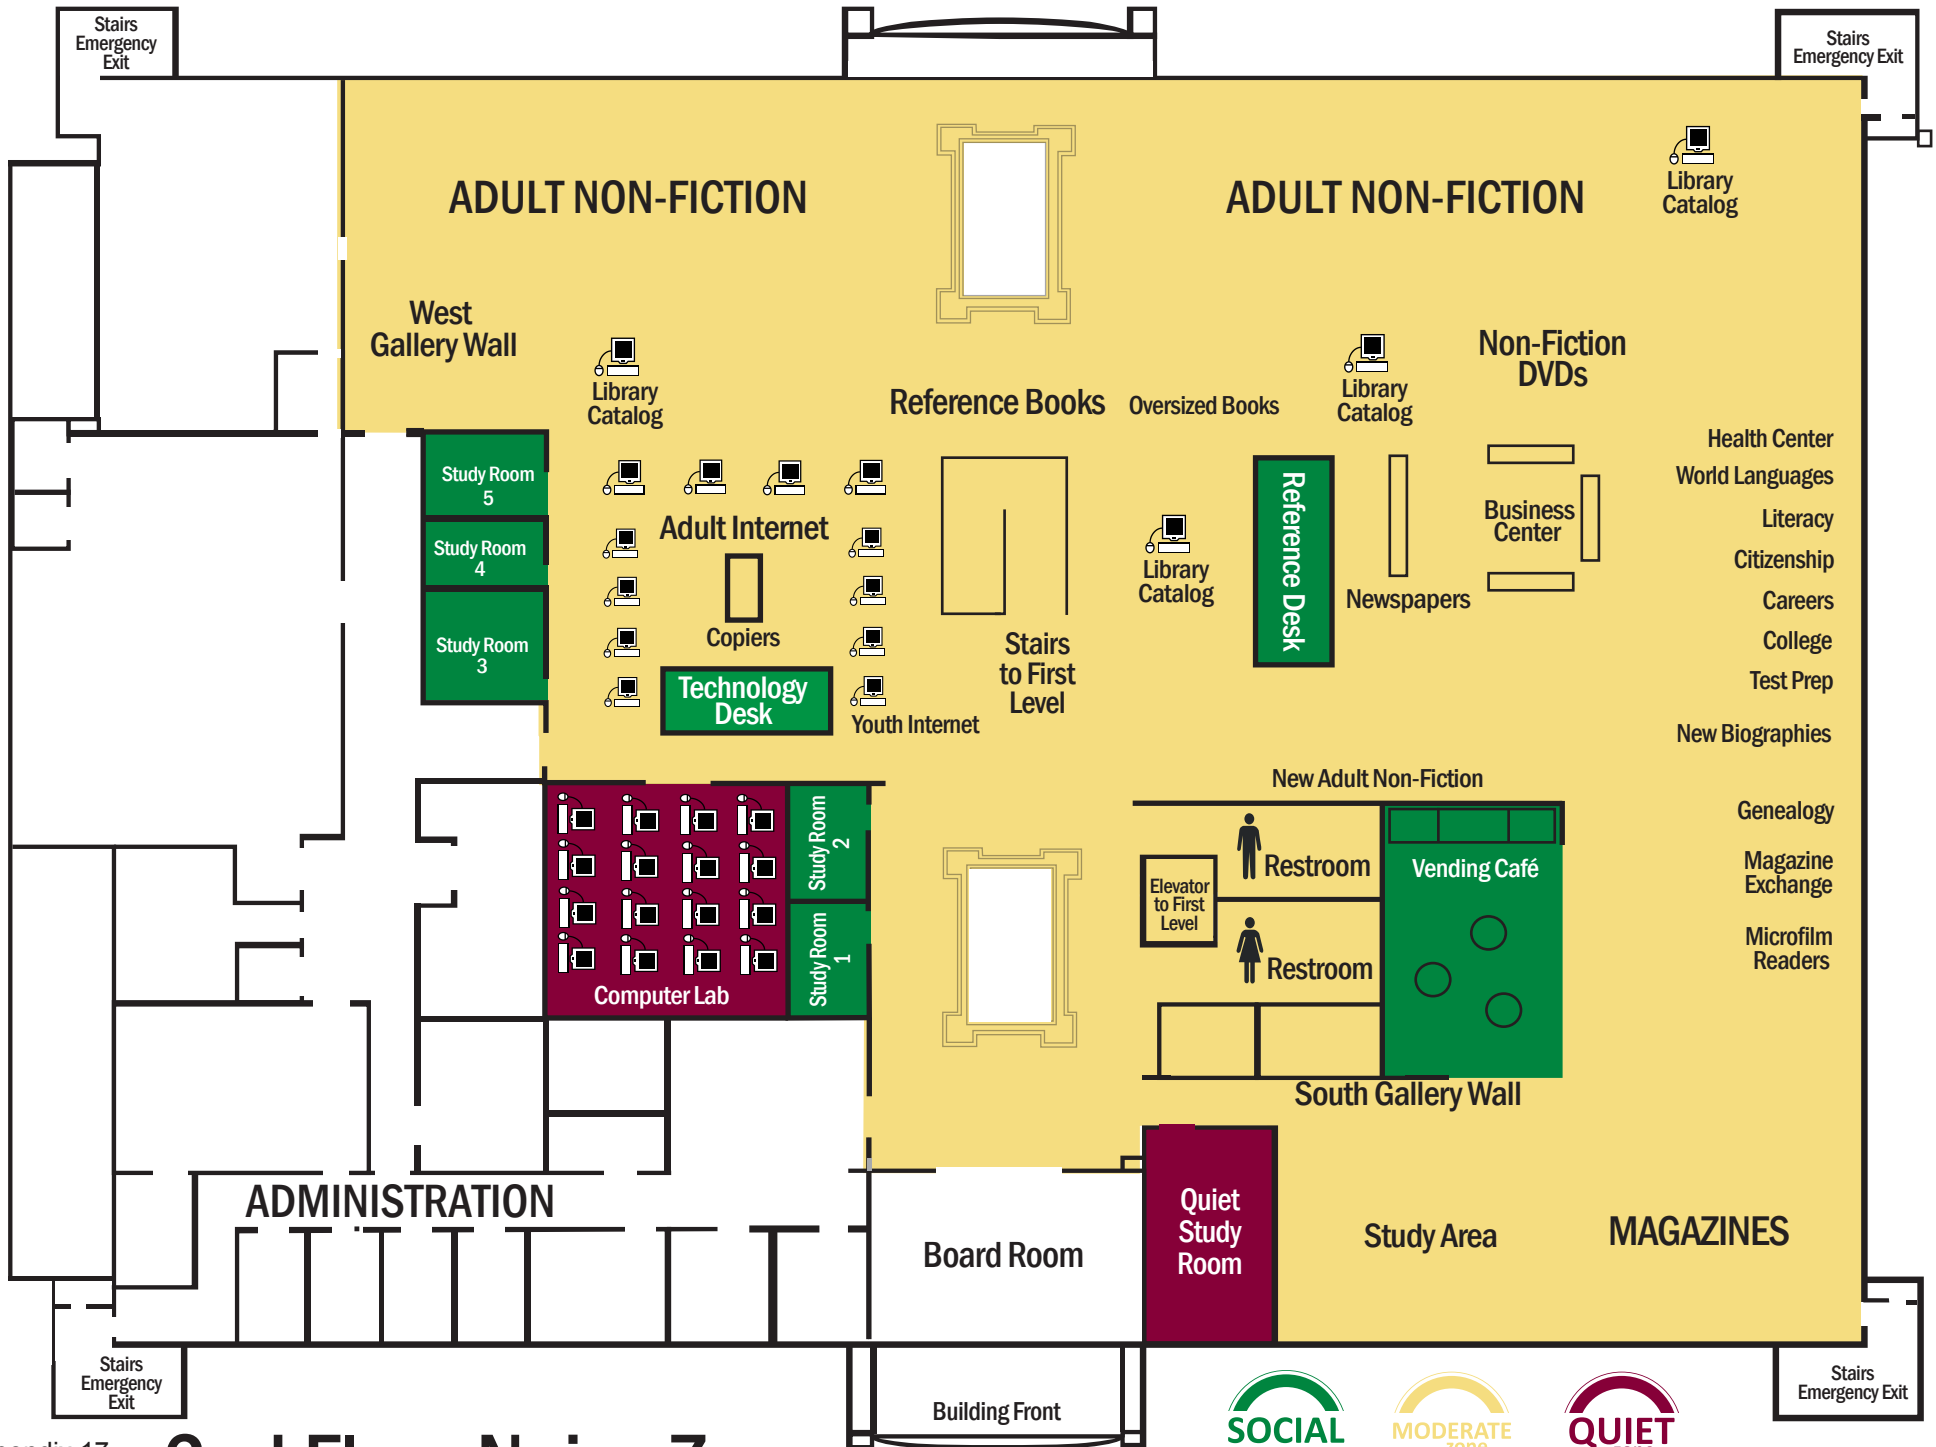 Stairs
Emergency
Exit
Stairs
Emergency Exit
ADULT NON-FICTION
ADULT NON-FICTION
Library
Catalog
West
Gallery Wall
Library
Catalog
Reference Books
Oversized Books
Library
Catalog
Non-Fiction
DVDs
Health Center
World Languages
Literacy
Citizenship
Careers
College
Test Prep
New Biographies
Genealogy
Magazine
Exchange
Microfilm
Readers
Study Room
5
Study Room
4
Study Room
3
Adult Internet
Copiers
Technology
Desk
Youth Internet
Stairs
to First
Level
Library
Catalog
Reference Desk
Newspapers
Business
Center
New Adult Non-Fiction
Computer Lab
Study Room
2
Study Room
1
Elevator
to First
Level
Restroom
Restroom
Vending Café
South Gallery Wall
Quiet
Study
Room
Study Area
MAGAZINES
ADMINISTRATION
Board Room
Stairs
Emergency
Exit
Building Front
Stairs
Emergency Exit
SOCIAL
MODERATE
zone
QUIET